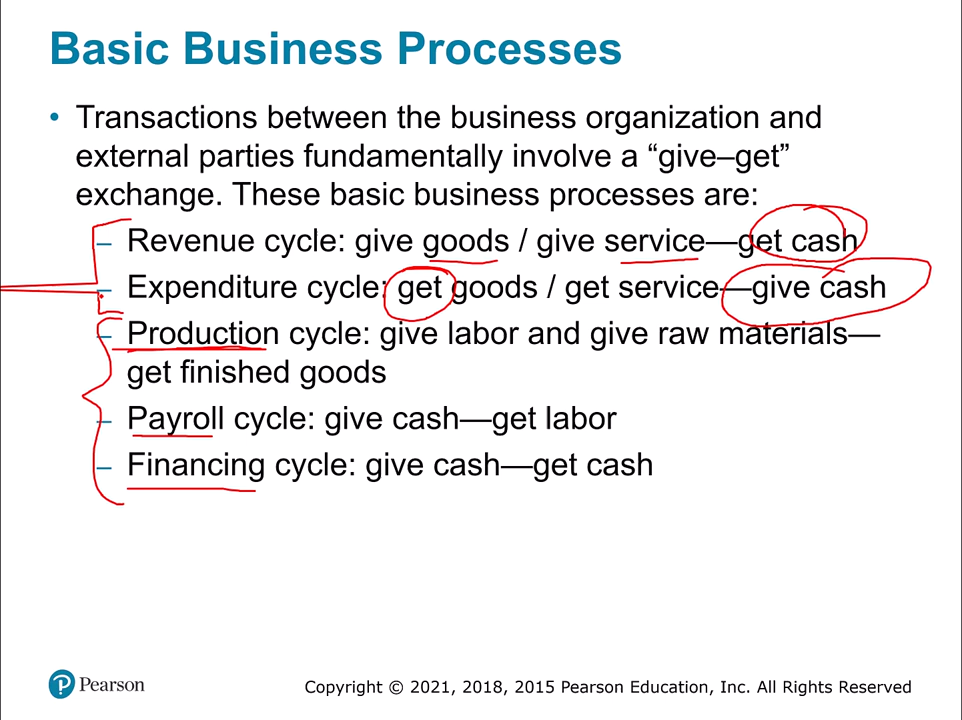 Basic Business Processes
• Transactions between the business organization and
external parties fundamentally involve a “give–get”
exchange. These basic business processes are:
– Revenue cycle: give goods / give service—get cash
– Expenditure cycle: get goods / get service—give cash
– Production cycle: give labor and give raw materials—
get finished goods
– Payroll cycle: give cash—get labor
– Financing cycle: give cash—get cash
P Pearson
Copyright © 2021, 2018, 2015 Pearson Education, Inc. All Rights Reserved